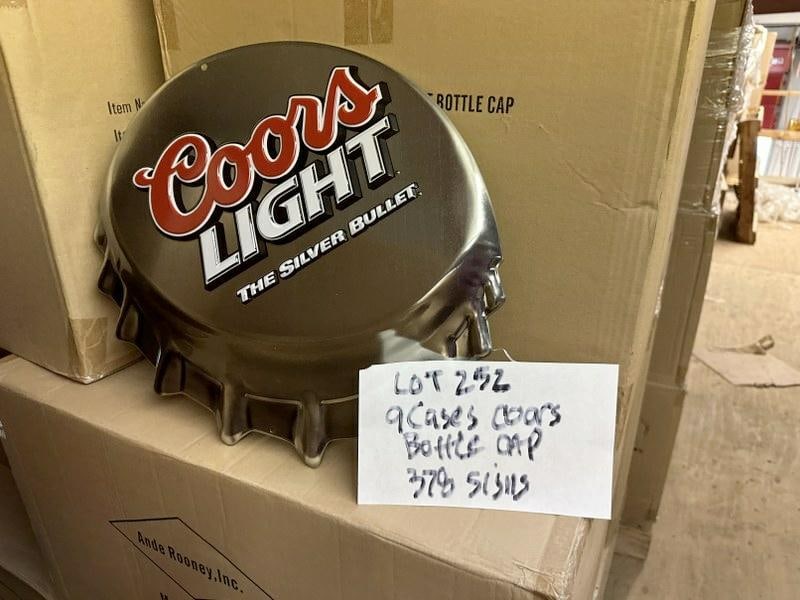 Item
BOTTLE CAP
Coors
LIGHT
THE SILVER BULLET
LOT 252
9 Cases coors
Bottle CAP
378 Signs
Ande Rooney, Inc.